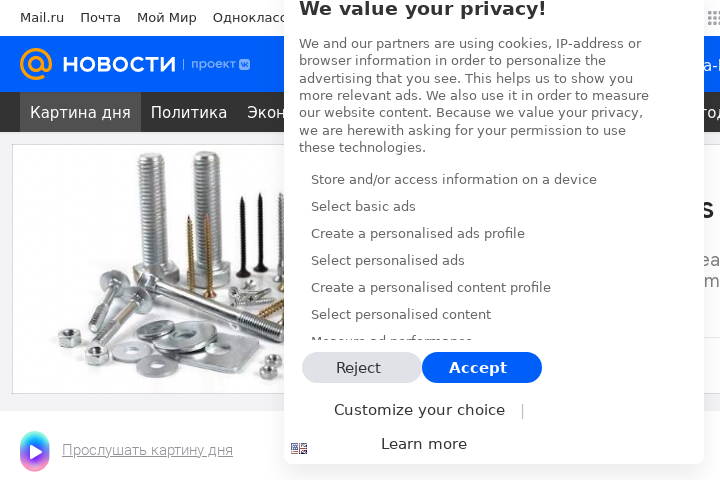 Mail.ru Почта Мой Мир
We value your privacy!
НОВОСТИ | проект
Картина дня Политика
We and our partners are using cookies, IP-address or
browser information in order to personalize the
advertising that you see. This helps us to show you
more relevant ads. We also use it in order to measure
our website content. Because we value your privacy,
we are herewith asking for your permission to use
these technologies.
Store and/or access information on a device
Select basic ads
Create a personalised ads profile
Select personalised ads
Create a personalised content profile
Select personalised content
Measure ad performance
Reject Accept
Customize your choice |
Learn more
Прослушать картину дня